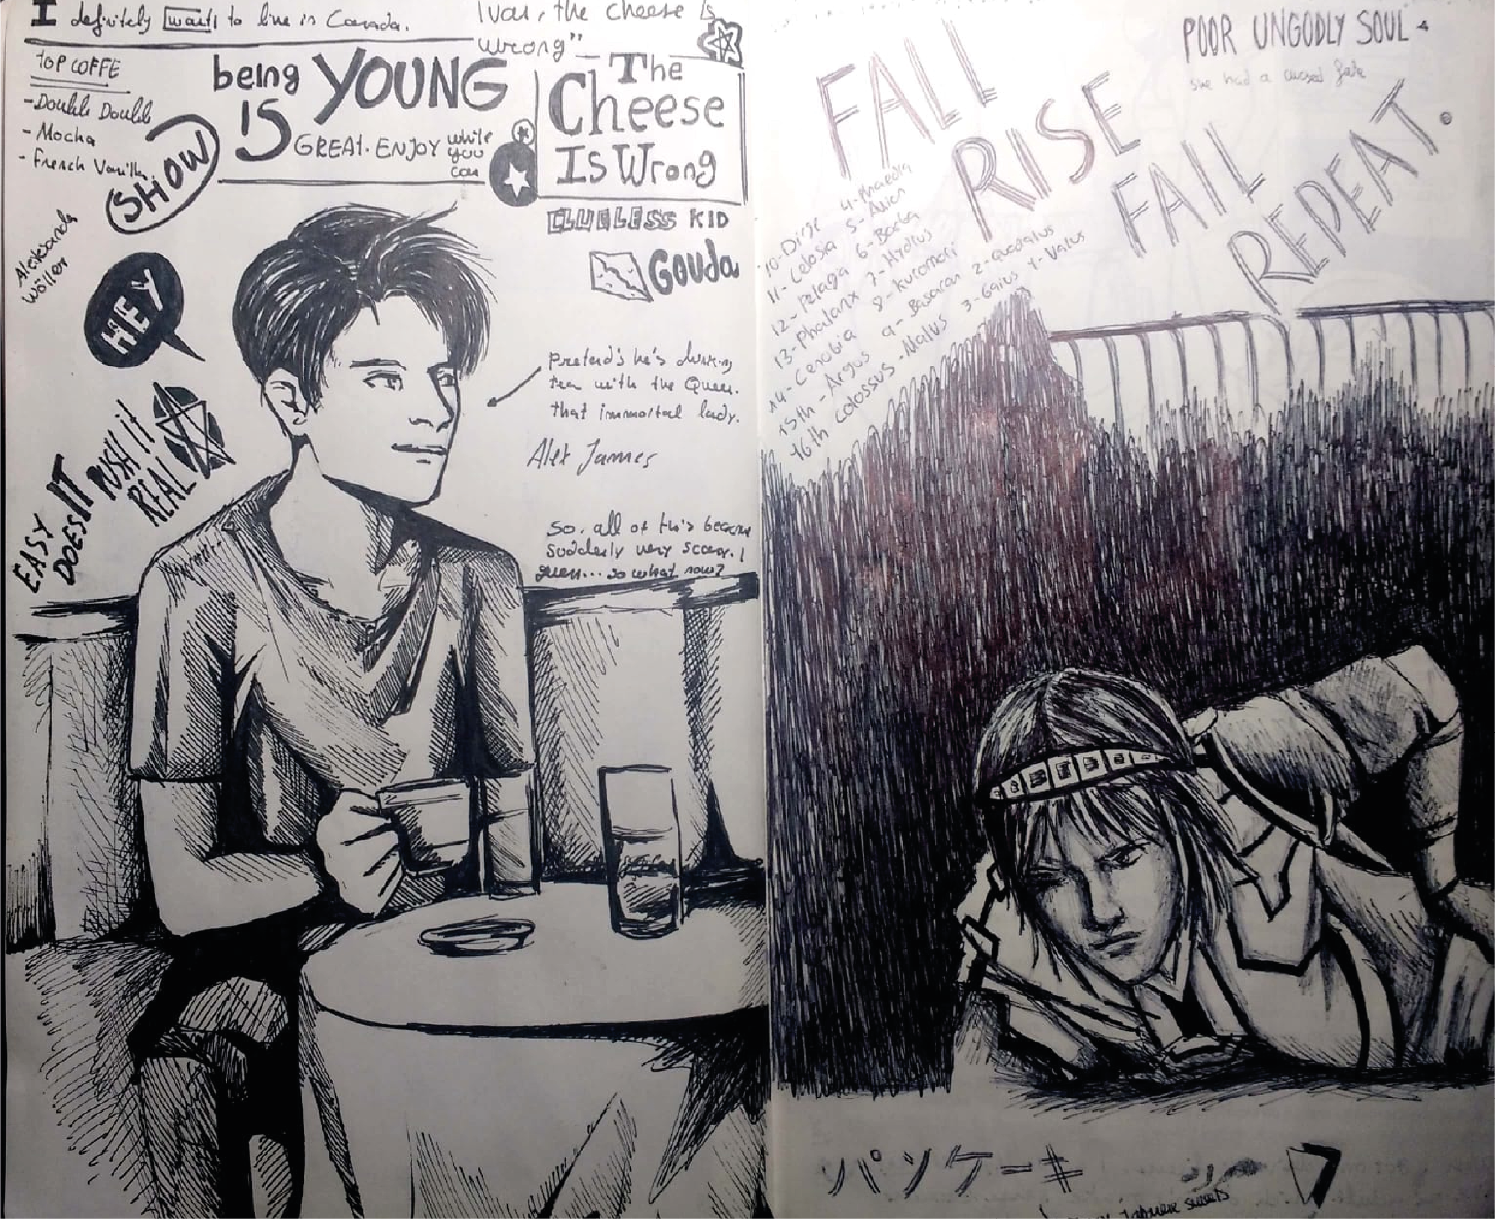 I definitely want to live in Canada.
Ivan, the cheese is
wrong"
TOP COFFE
- Double Double
- Mocha
- French Vanilla
SHOW
being YOUNG
IS GREAT. ENJOY while
you
can
The
Cheese
Is Wrong
CLUELESS KID
GOUDA
Aleksandra
HEY
PUSH IT
REAL
EASY
DOES IT
Pretend's he's drinking
tea with the Queen.
that immortal lady.
Alex James
So, all of this became
suddenly very scary. I
guess... so what now?
FALL
RISE
FAIL
REPEAT.
POOR UNGODLY SOUL
she had a cursed fate
10- Dirge
11- Celosia
12- Pelagia
13- Phalanx
14- Cenobia
15th - Argus
16th Colossus - Mallus
4- Phaedra
5- Avion
6- Barba
7- Hydrus
8- Kuromori
9- Basaran
2- Quadratus
3- Gaius
1- Valus
パンケーキ
Japanese sweets